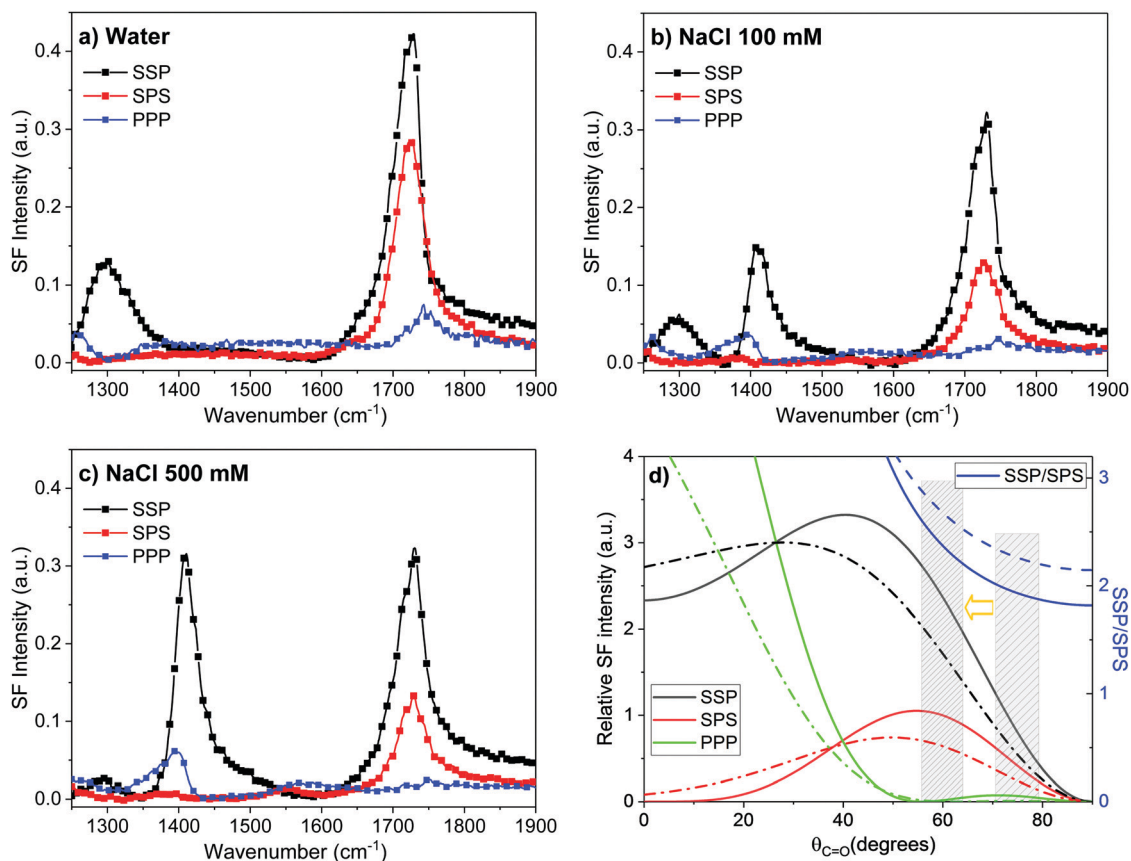 a) Water
SSP
SPS
PPP
0.4
0.3
0.2
0.1
0.0
SF Intensity (a.u.)
1300 1400 1500 1600 1700 1800 1900
Wavenumber (cm⁻¹)
b) NaCl 100 mM
SSP
SPS
PPP
0.4
0.3
0.2
0.1
0.0
SF Intensity (a.u.)
1300 1400 1500 1600 1700 1800 1900
Wavenumber (cm⁻¹)
c) NaCl 500 mM
SSP
SPS
PPP
0.4
0.3
0.2
0.1
0.0
SF Intensity (a.u.)
1300 1400 1500 1600 1700 1800 1900
Wavenumber (cm⁻¹)
d)
SSP/SPS
4
3
2
1
0
Relative SF intensity (a.u.)
SSP
SPS
PPP
3
2
1
0
SSP/SPS
0 20 40 60 80
θC=O(degrees)